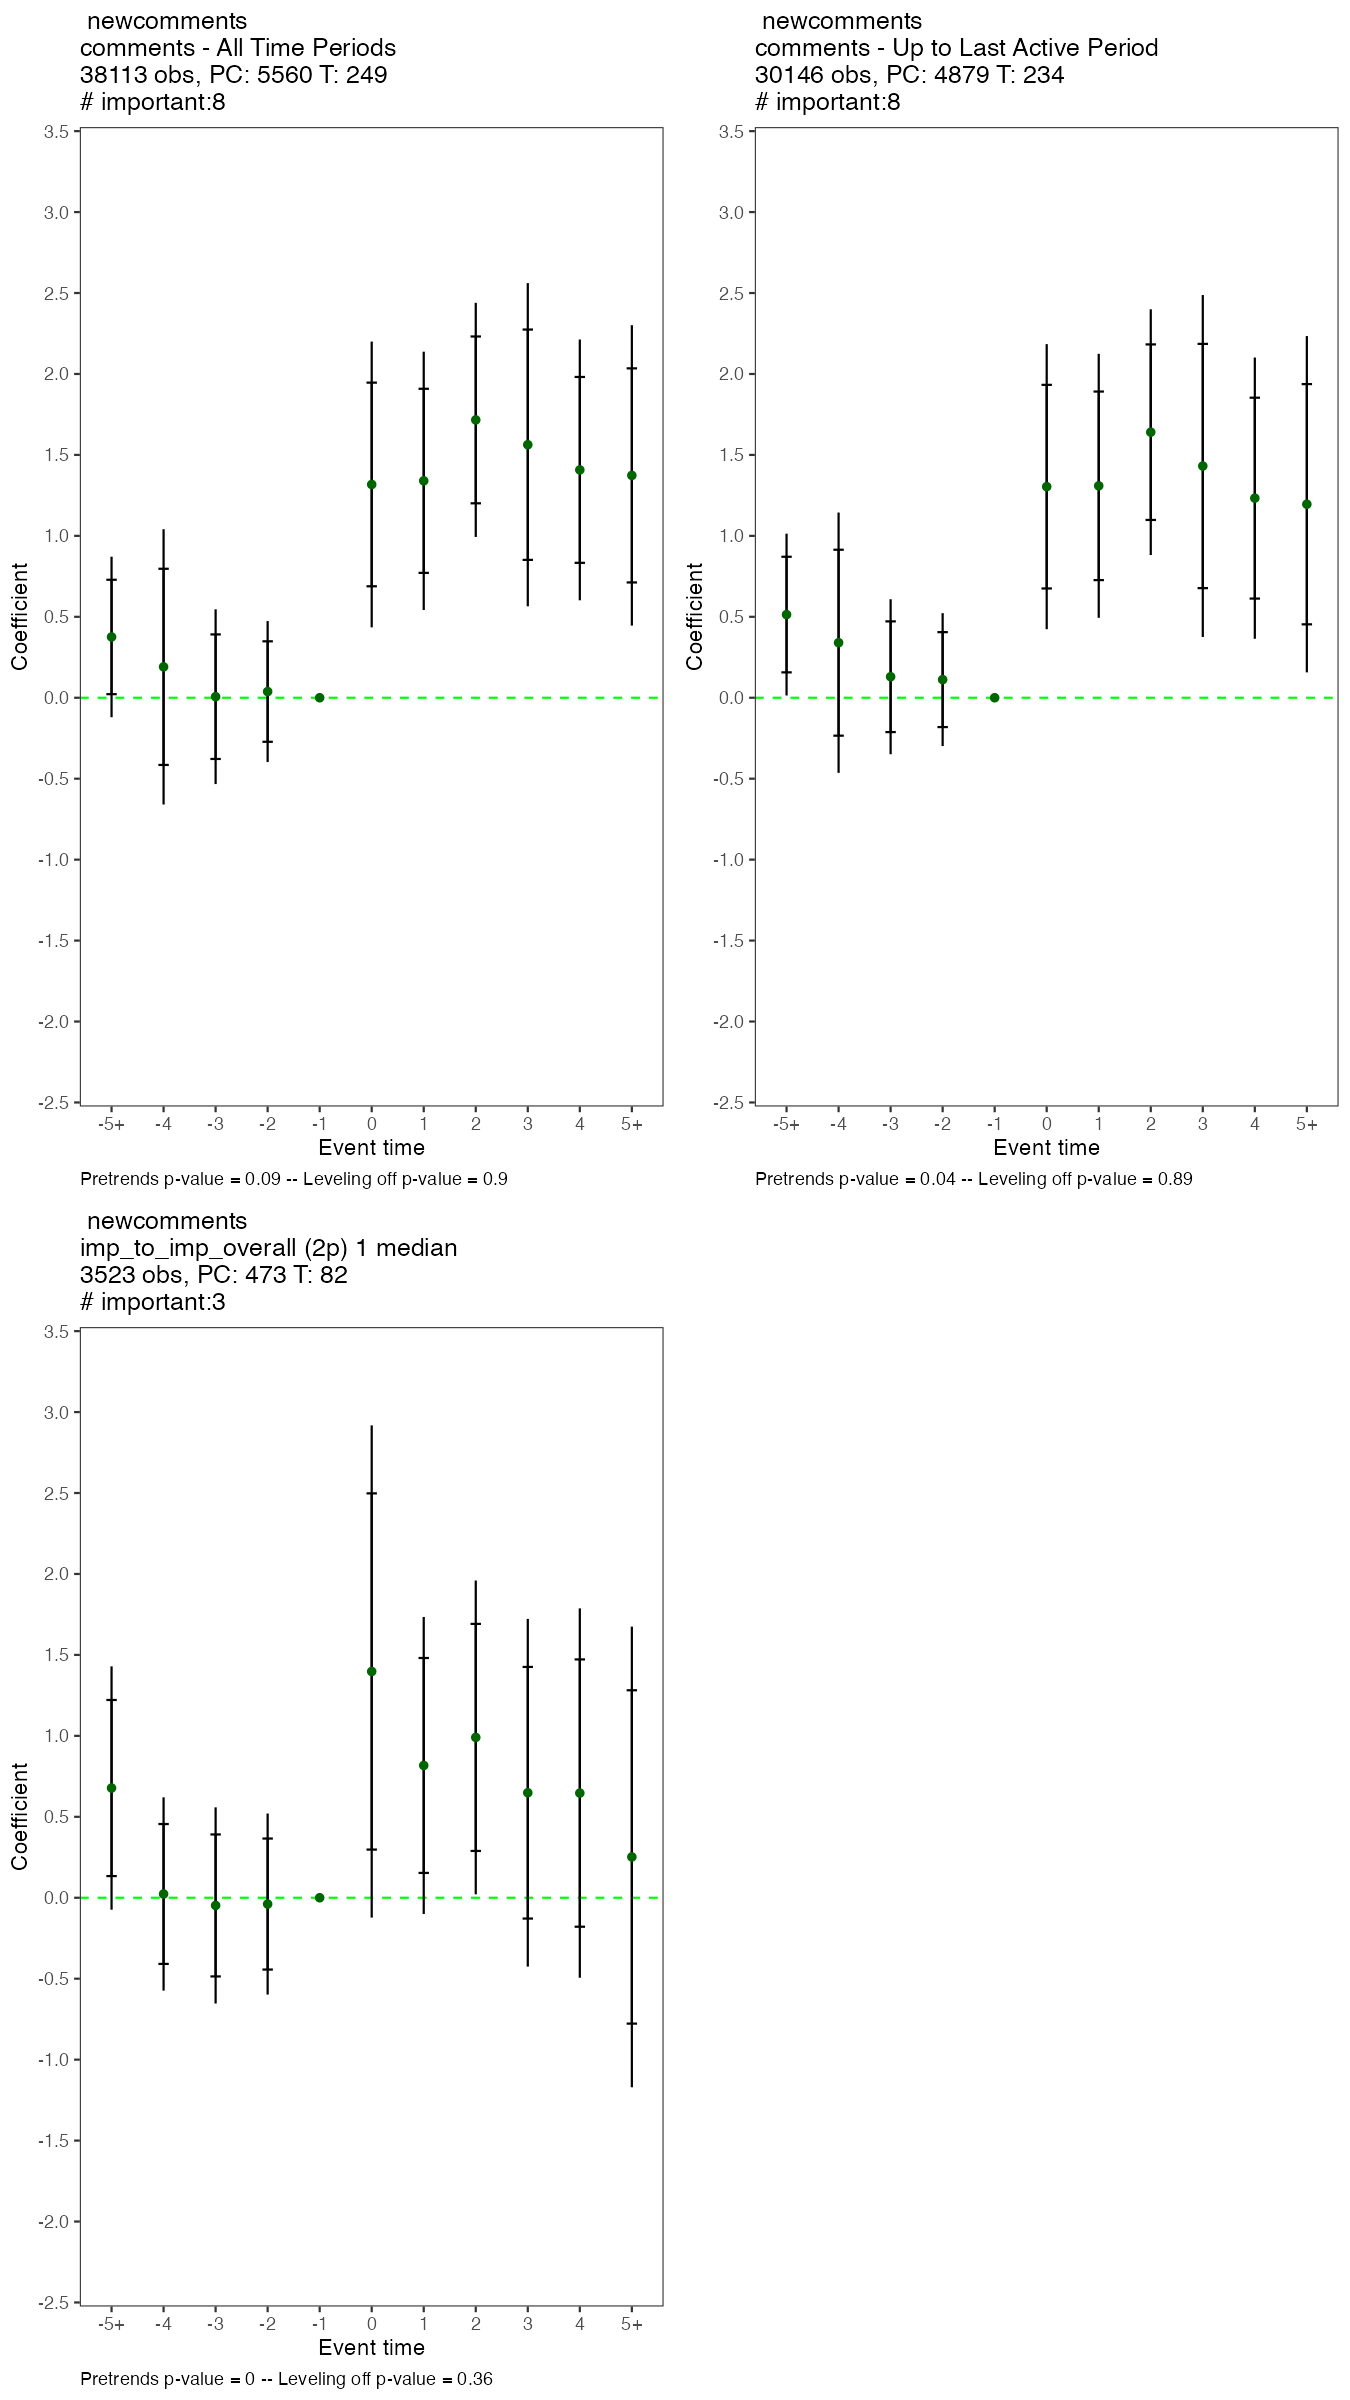 newcomments
comments - All Time Periods
38113 obs, PC: 5560 T: 249
# important:8
3.5
3.0
2.5
2.0
1.5
1.0
0.5
0.0
-0.5
-1.0
-1.5
-2.0
-2.5
Coefficient
-5+ -4 -3 -2 -1 0 1 2 3 4 5+
Event time
Pretrends p-value = 0.09 -- Leveling off p-value = 0.9
newcomments
comments - Up to Last Active Period
30146 obs, PC: 4879 T: 234
# important:8
3.5
3.0
2.5
2.0
1.5
1.0
0.5
0.0
-0.5
-1.0
-1.5
-2.0
-2.5
Coefficient
-5+ -4 -3 -2 -1 0 1 2 3 4 5+
Event time
Pretrends p-value = 0.04 -- Leveling off p-value = 0.89
newcomments
imp_to_imp_overall (2p) 1 median
3523 obs, PC: 473 T: 82
# important:3
3.5
3.0
2.5
2.0
1.5
1.0
0.5
0.0
-0.5
-1.0
-1.5
-2.0
-2.5
Coefficient
-5+ -4 -3 -2 -1 0 1 2 3 4 5+
Event time
Pretrends p-value = 0 -- Leveling off p-value = 0.36